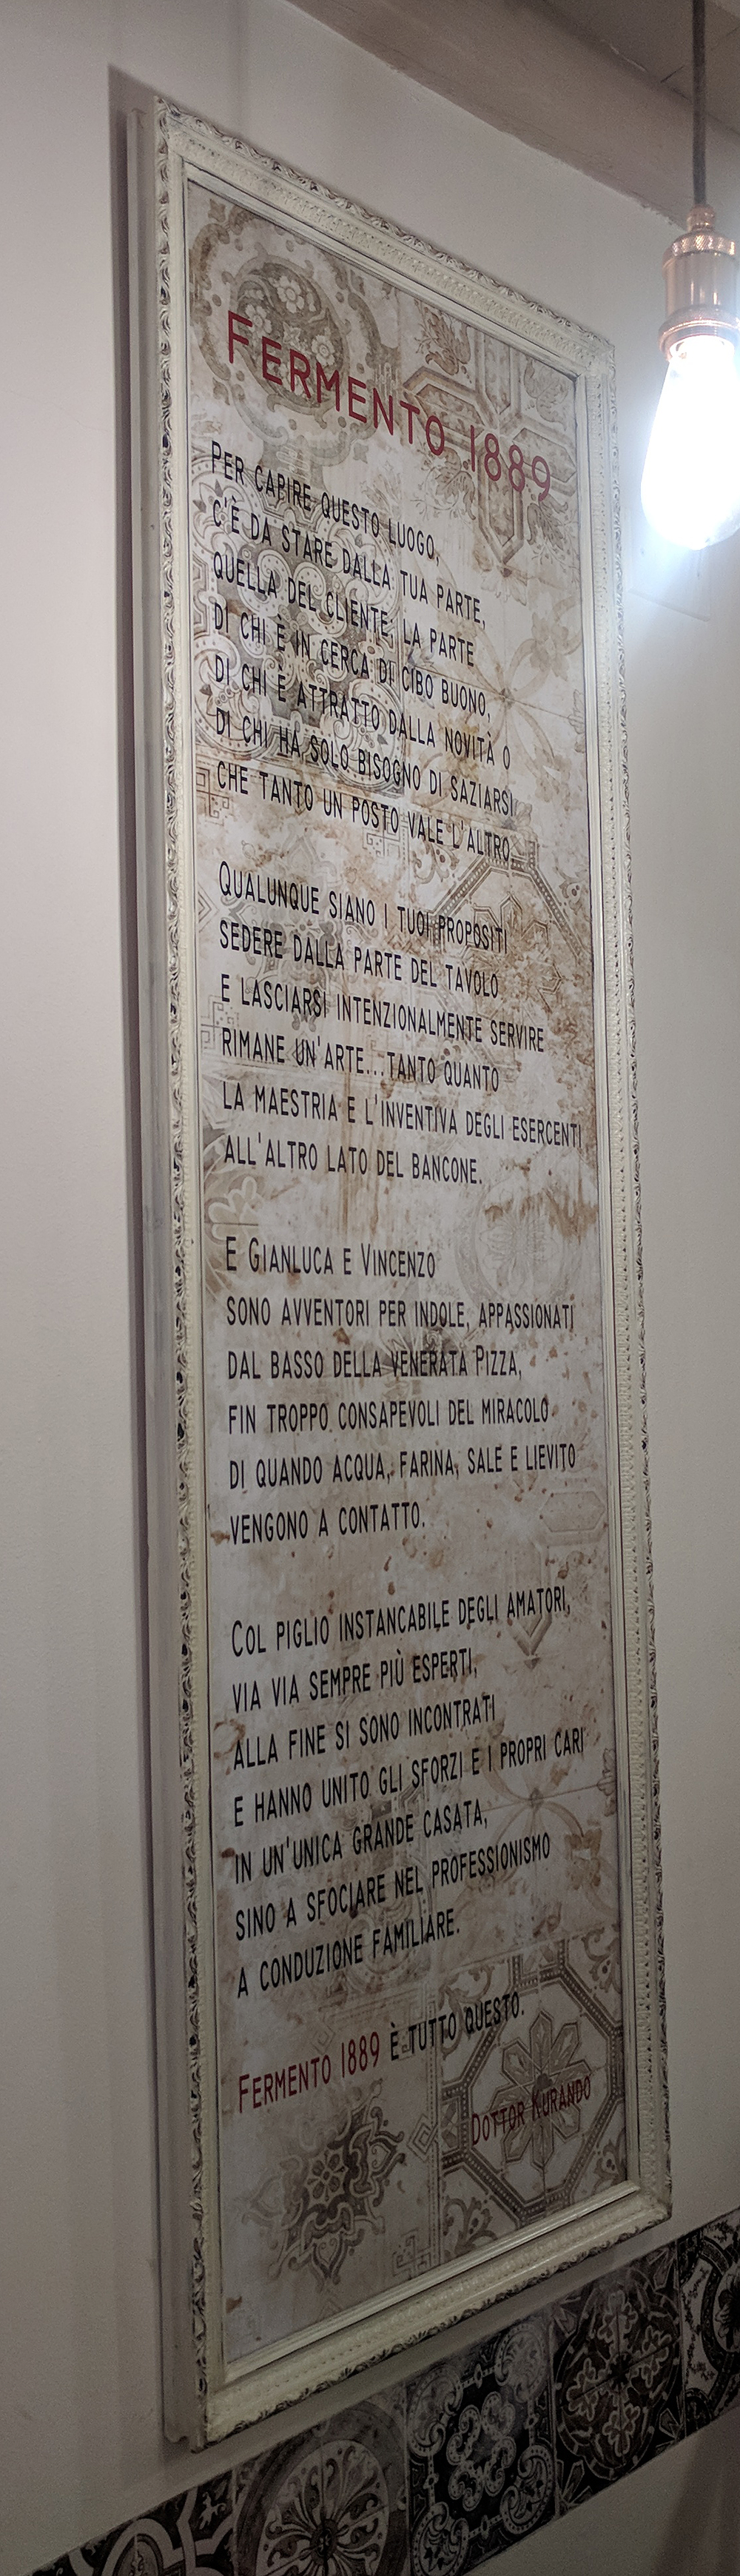 FERMENTO 1889
PER CAPIRE QUESTO LUOGO,
C'È DA STARE DALLA TUA PARTE,
QUELLA DEL CLIENTE; LA PARTE
DI CHI È IN CERCA DI CIBO BUONO,
DI CHI È ATTRATTO DALLA NOVITÀ O
DI CHI HA SOLO BISOGNO DI SAZIARSI
CHE TANTO UN POSTO VALE L'ALTRO.
QUALUNQUE SIANO I TUOI PROPOSITI
SEDERE DALLA PARTE DEL TAVOLO
E LASCIARSI INTENZIONALMENTE SERVIRE
RIMANE UN'ARTE...TANTO QUANTO
LA MAESTRIA E L'INVENTIVA DEGLI ESERCENTI
ALL'ALTRO LATO DEL BANCONE.
E GIANLUCA E VINCENZO
SONO AVVENTORI PER INDOLE, APPASSIONATI
DAL BASSO DELLA VENERATA PIZZA,
FIN TROPPO CONSAPEVOLI DEL MIRACOLO
DI QUANDO ACQUA, FARINA, SALE E LIEVITO
VENGONO A CONTATTO.
COL PIGLIO INSTANCABILE DEGLI AMATORI,
VIA VIA SEMPRE PIÙ ESPERTI,
ALLA FINE SI SONO INCONTRATI
E HANNO UNITO GLI SFORZI E I PROPRI CARI
IN UN'UNICA GRANDE CASATA,
SINO A SFOCIARE NEL PROFESSIONISMO
A CONDUZIONE FAMILIARE.
FERMENTO 1889 È TUTTO QUESTO.
DOTTOR KURANDO